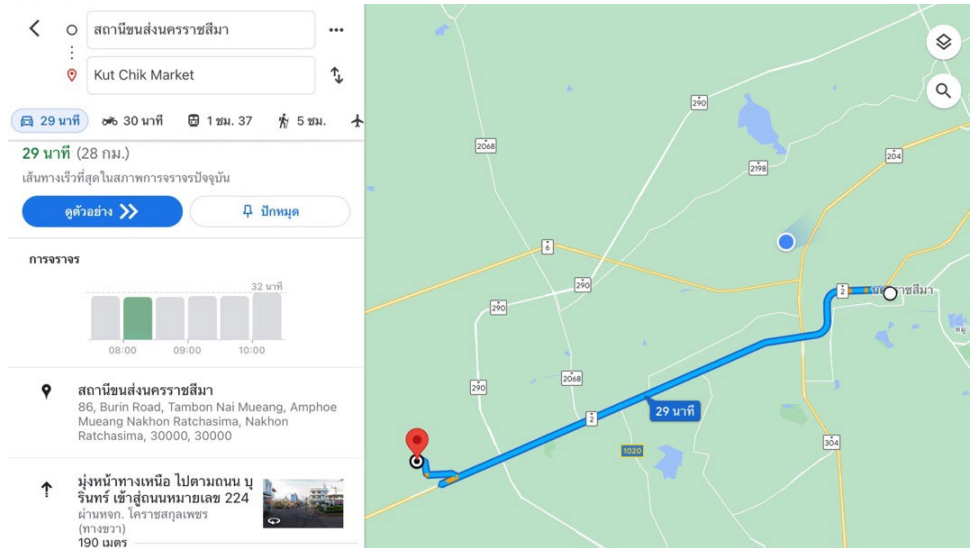 สถานีขนส่งนครราชสีมา
Kut Chik Market
29 นาที
30 นาที
1 ชม. 37
5 ชม.
29 นาที (28 กม.)
เส้นทางเร็วที่สุดในสภาพการจราจรปัจจุบัน
ดูตัวอย่าง
ปักหมุด
การจราจร
32 นาที
08:00 09:00 10:00
สถานีขนส่งนครราชสีมา
86, Burin Road, Tambon Nai Mueang, Amphoe
Mueang Nakhon Ratchasima, Nakhon
Ratchasima, 30000, 30000
มุ่งหน้าทางเหนือ ไปตามถนน บุ
รินทร์ เข้าสู่ถนนหมายเลข 224
ผ่านหจก. โคราชสกุลเพชร
(ทางขวา)
190 เมตร
290
2068
204
2198
6
290
2
290
2068
290
29 นาที
2
1020
304